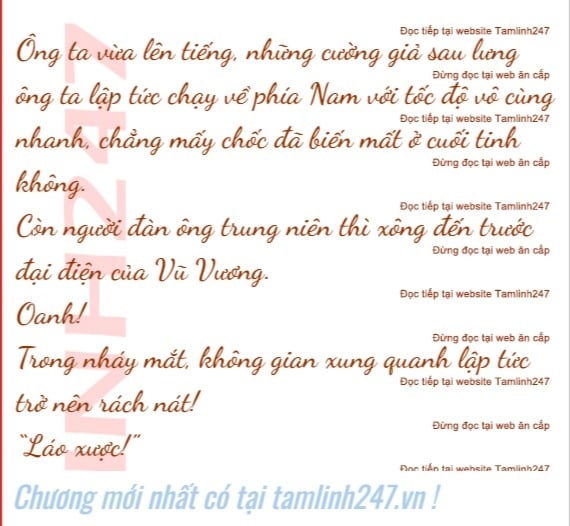 Đọc tiếp tại website Tamlinh247
Ông ta vừa lên tiếng, những cường giả sau lưng
Đừng đọc tại web ăn cắp
ông ta lập tức chạy về phía Nam với tốc độ vô cùng
Đọc tiếp tại website Tamlinh247
nhanh, chẳng mấy chốc đã biến mất ở cuối tinh
Đừng đọc tại web ăn cắp
không.
Đọc tiếp tại website Tamlinh247
Còn người đàn ông trung niên thì xông đến trước
Đừng đọc tại web ăn cắp
đại điện của Vũ Vương.
Đọc tiếp tại website Tamlinh247
Oanh!
Đừng đọc tại web ăn cắp
Trong nháy mắt, không gian xung quanh lập tức
Đọc tiếp tại website Tamlinh247
trở nên rách nát!
Đừng đọc tại web ăn cắp
“Láo xược!”
Đọc tiếp tại website Tamlinh247
INH247
Chương mới nhất có tại tamlinh247.vn !